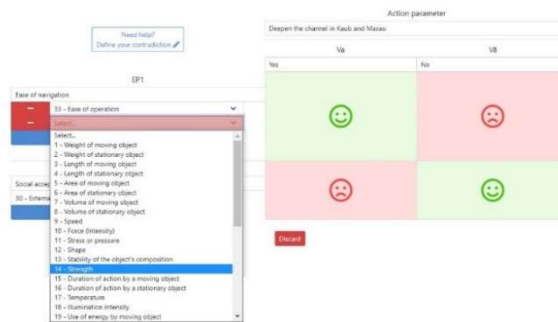 Action parameter
Need help?
Define your contradiction
Deepen the channel in Kaub and Maxau
Va
Va̅
Yes
No
EP1
Ease of navigation
33 - Ease of operation
Select...
Select...
1 - Weight of moving object
2 - Weight of stationary object
3 - Length of moving object
4 - Length of stationary object
5 - Area of moving object
6 - Area of stationary object
7 - Volume of moving object
8 - Volume of stationary object
9 - Speed
10 - Force (Intensity)
11 - Stress or pressure
12 - Shape
13 - Stability of the object's composition
14 - Strength
15 - Duration of action by a moving object
16 - Duration of action by a stationary object
17 - Temperature
18 - Illumination intensity
19 - Use of energy by moving object
Social accep
30 - Externa
Discard